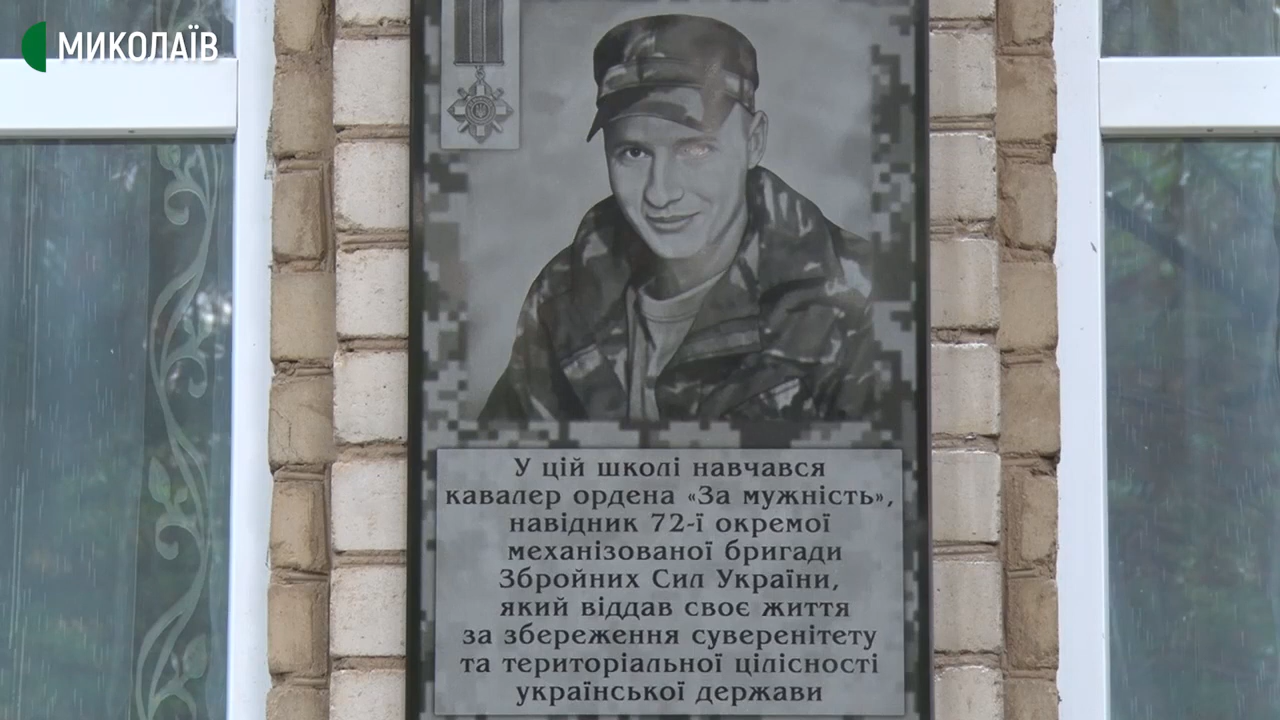 МИКОЛАЇВ
У цій школі навчався
кавалер ордена «За мужність»,
навідник 72-ї окремої
механізованої бригади
Збройних Сил України,
який віддав своє життя
за збереження суверенітету
та територіальної цілісності
української держави